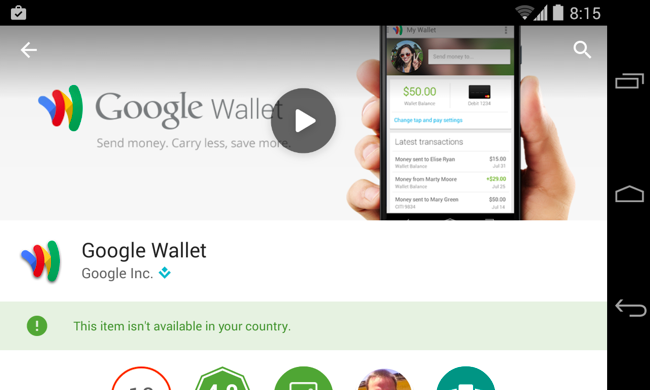 8:15
My Wallet
Send money to...
$50.00
Wallet Balance
Debit 1234
Change tap and pay settings
Latest transactions
Money sent to Elise Ryan $15.00
Wallet Balance Jul 31
Money from Marty Moore +$29.00
Wallet Balance Jul 25
Money sent to Mary Green $50.00
CITI 9834 Jul 14
Google Wallet
Send money. Carry less, save more.
Google Wallet
Google Inc.
This item isn't available in your country.